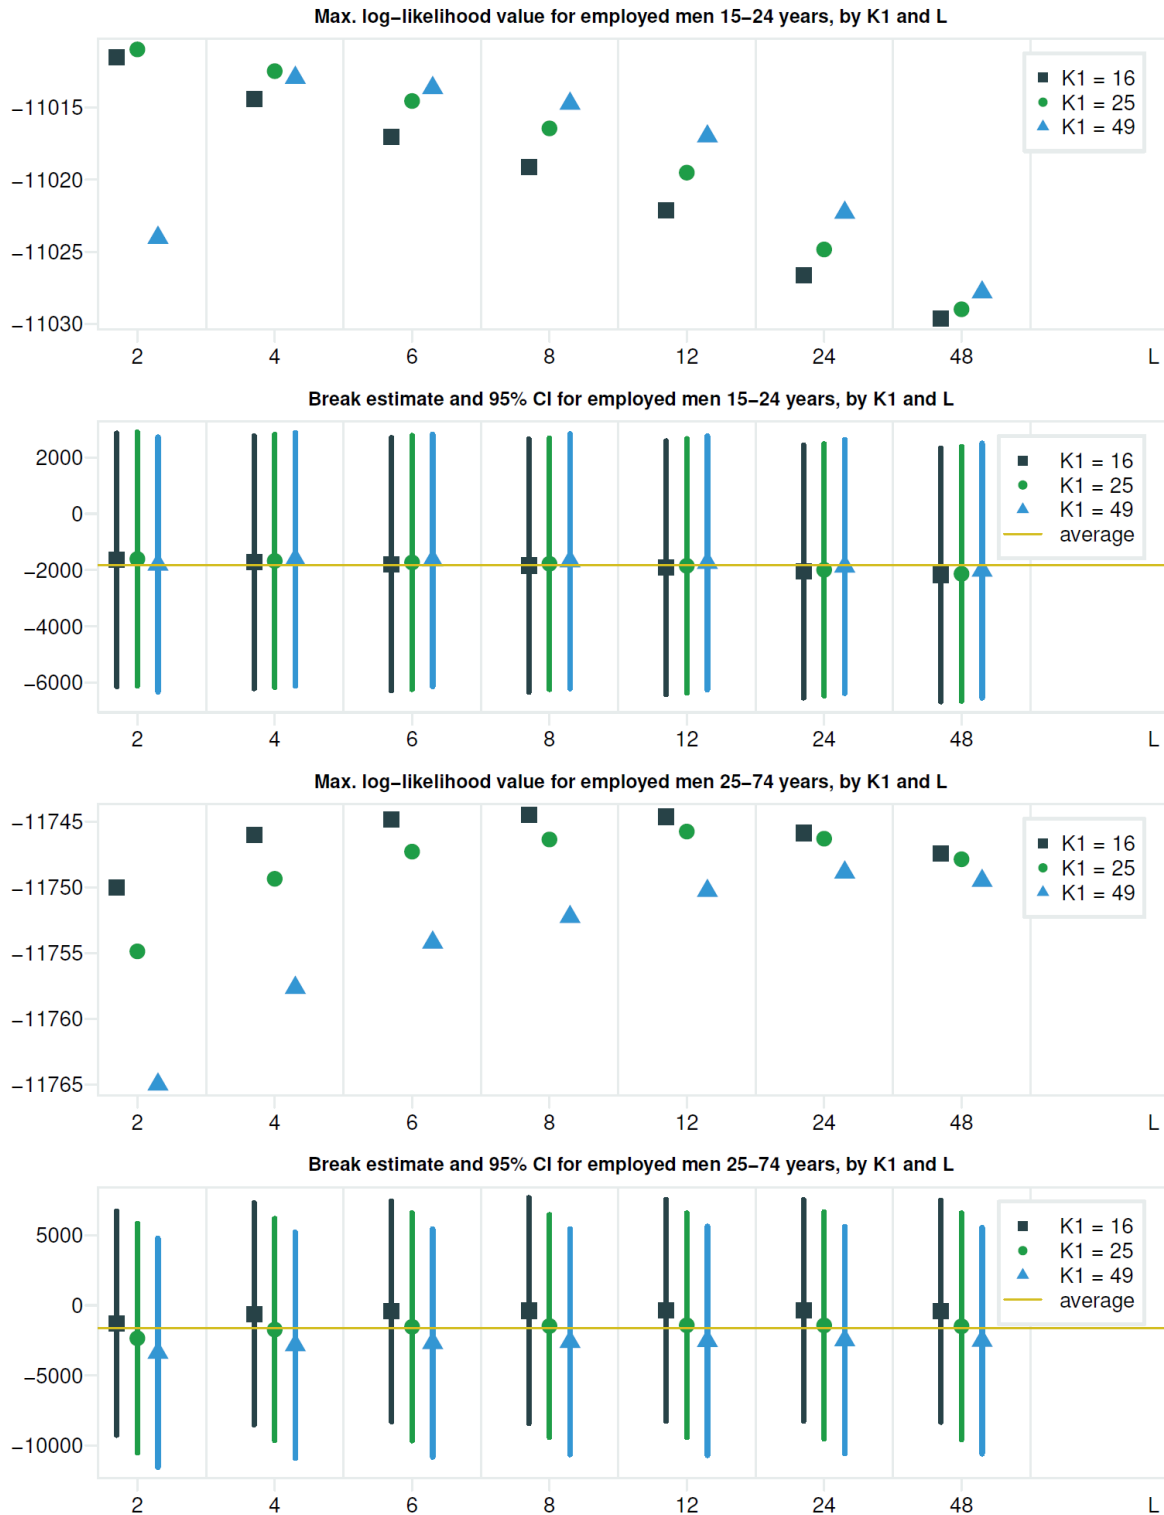 Max. log−likelihood value for employed men 15−24 years, by K1 and L
K1 = 16
K1 = 25
K1 = 49
−11015
−11020
−11025
−11030
2 4 6 8 12 24 48 L
Break estimate and 95% CI for employed men 15−24 years, by K1 and L
K1 = 16
K1 = 25
K1 = 49
average
2000
0
−2000
−4000
−6000
2 4 6 8 12 24 48 L
Max. log−likelihood value for employed men 25−74 years, by K1 and L
K1 = 16
K1 = 25
K1 = 49
−11745
−11750
−11755
−11760
−11765
2 4 6 8 12 24 48 L
Break estimate and 95% CI for employed men 25−74 years, by K1 and L
K1 = 16
K1 = 25
K1 = 49
average
5000
0
−5000
−10000
2 4 6 8 12 24 48 L